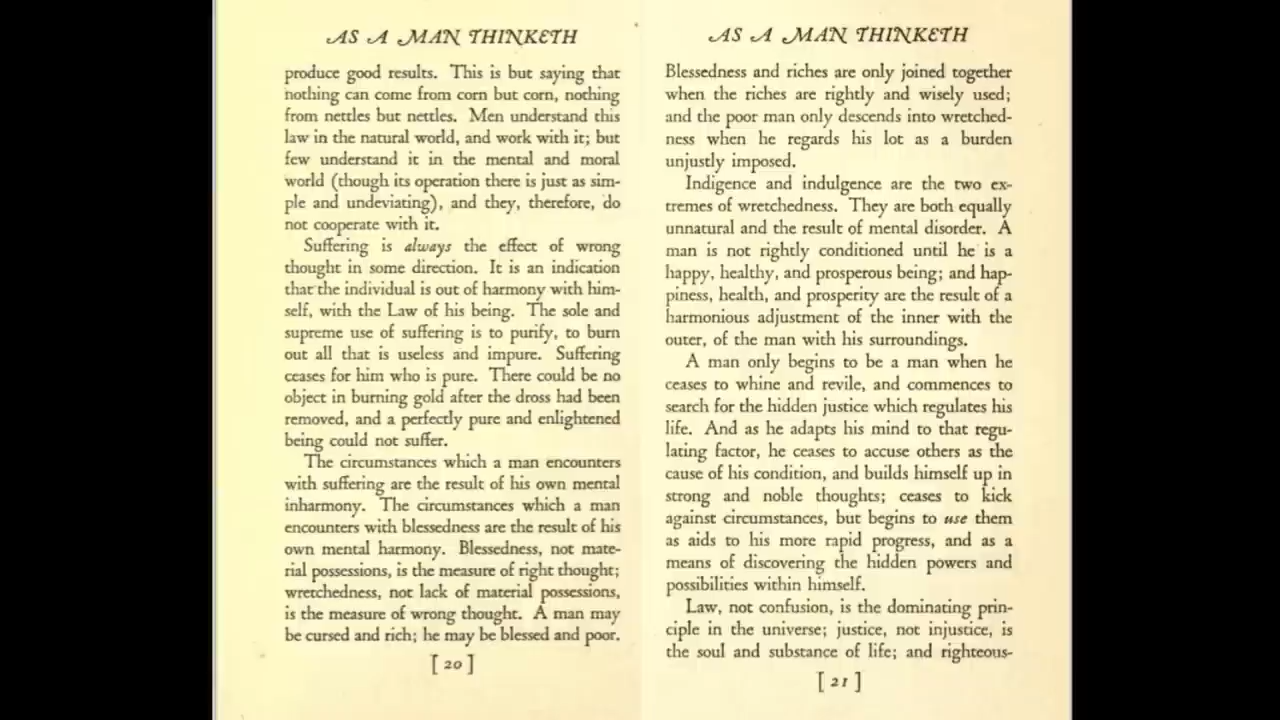 AS A MAN THINKETH
produce good results. This is but saying that
nothing can come from corn but corn, nothing
from nettles but nettles. Men understand this
law in the natural world, and work with it; but
few understand it in the mental and moral
world (though its operation there is just as sim-
ple and undeviating), and they, therefore, do
not cooperate with it.
Suffering is always the effect of wrong
thought in some direction. It is an indication
that the individual is out of harmony with him-
self, with the Law of his being. The sole and
supreme use of suffering is to purify, to burn
out all that is useless and impure. Suffering
ceases for him who is pure. There could be no
object in burning gold after the dross had been
removed, and a perfectly pure and enlightened
being could not suffer.
The circumstances which a man encounters
with suffering are the result of his own mental
inharmony. The circumstances which a man
encounters with blessedness are the result of his
own mental harmony. Blessedness, not mate-
rial possessions, is the measure of right thought;
wretchedness, not lack of material possessions,
is the measure of wrong thought. A man may
be cursed and rich; he may be blessed and poor.
[ 20 ]
AS A MAN THINKETH
Blessedness and riches are only joined together
when the riches are rightly and wisely used;
and the poor man only descends into wretched-
ness when he regards his lot as a burden
unjustly imposed.
Indigence and indulgence are the two ex-
tremes of wretchedness. They are both equally
unnatural and the result of mental disorder. A
man is not rightly conditioned until he is a
happy, healthy, and prosperous being; and hap-
piness, health, and prosperity are the result of a
harmonious adjustment of the inner with the
outer, of the man with his surroundings.
A man only begins to be a man when he
ceases to whine and revile, and commences to
search for the hidden justice which regulates his
life. And as he adapts his mind to that regu-
lating factor, he ceases to accuse others as the
cause of his condition, and builds himself up in
strong and noble thoughts; ceases to kick
against circumstances, but begins to use them
as aids to his more rapid progress, and as a
means of discovering the hidden powers and
possibilities within himself.
Law, not confusion, is the dominating prin-
ciple in the universe; justice, not injustice, is
the soul and substance of life; and righteous-
[ 21 ]